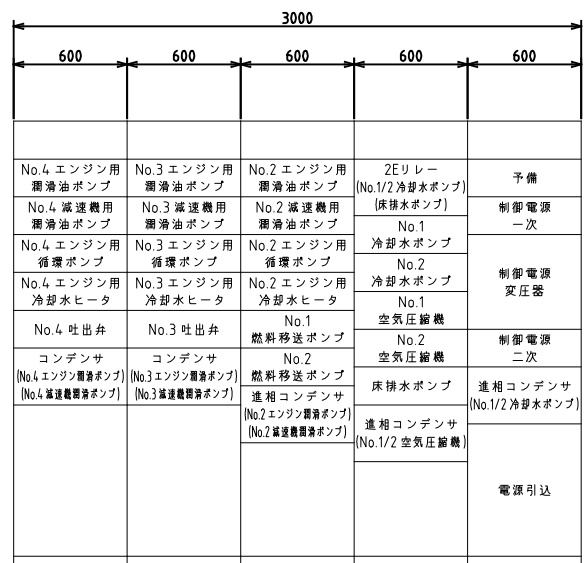 3000
600
600
600
600
600
No.4 エンジン用
潤滑油ポンプ
No.4 減速機用
潤滑油ポンプ
No.4 エンジン用
循環ポンプ
No.4 エンジン用
冷却水ヒータ
No.4 吐出弁
コンデンサ
(No.4エンジン潤滑ポンプ)
(No.4減速機潤滑ポンプ)
No.3 エンジン用
潤滑油ポンプ
No.3 減速機用
潤滑油ポンプ
No.3 エンジン用
循環ポンプ
No.3 エンジン用
冷却水ヒータ
No.3 吐出弁
コンデンサ
(No.3エンジン潤滑ポンプ)
(No.3減速機潤滑ポンプ)
No.2 エンジン用
潤滑油ポンプ
No.2 減速機用
潤滑油ポンプ
No.2 エンジン用
循環ポンプ
No.2 エンジン用
冷却水ヒータ
No.1
燃料移送ポンプ
No.2
燃料移送ポンプ
進相コンデンサ
(No.2エンジン潤滑ポンプ)
(No.2減速機潤滑ポンプ)
2Eリレー
(No.1/2 冷却水ポンプ)
(床排水ポンプ)
No.1
冷却水ポンプ
No.2
冷却水ポンプ
No.1
空気圧縮機
No.2
空気圧縮機
床排水ポンプ
進相コンデンサ
(No.1/2 空気圧縮機)
予備
制御電源
一次
制御電源
変圧器
制御電源
二次
進相コンデンサ
(No.1/2 冷却水ポンプ)
電源引込